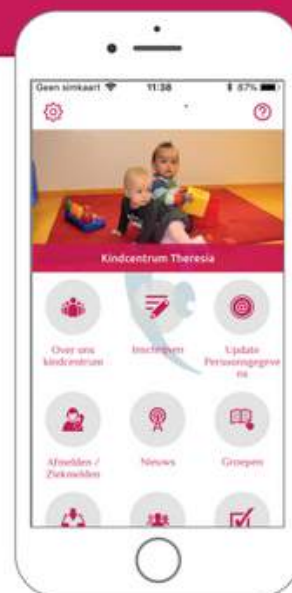 Geen simkaart 11:38 87%
Kindcentrum Theresia
Over ons
kindcentrum
Inschrijven
Update
Persoonsgegeve
ns
Afmelden /
Ziekmelden
Nieuws
Groepen